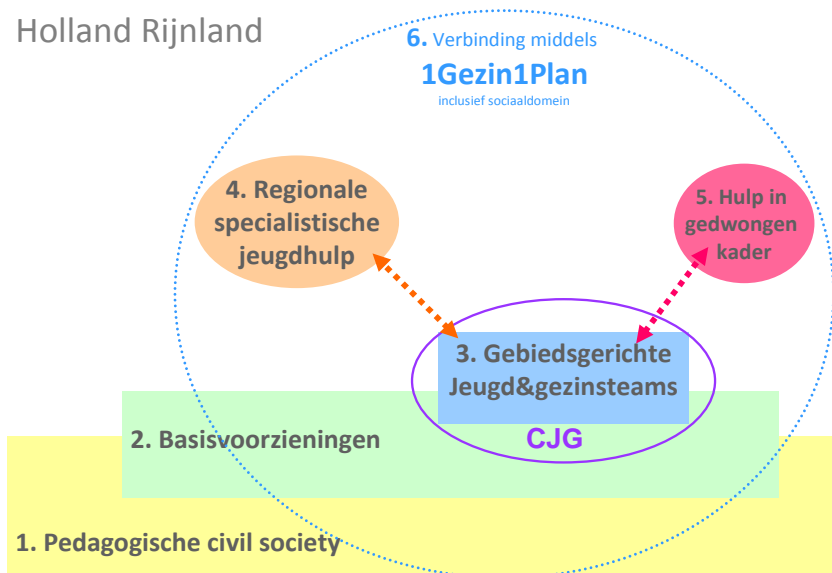 Holland Rijnland
6. Verbinding middels
1Gezin1Plan
inclusief sociaaldomein
4. Regionale
specialistische
jeugdhulp
5. Hulp in
gedwongen
kader
3. Gebiedsgerichte
Jeugd&gezinsteams
2. Basisvoorzieningen
CJG
1. Pedagogische civil society